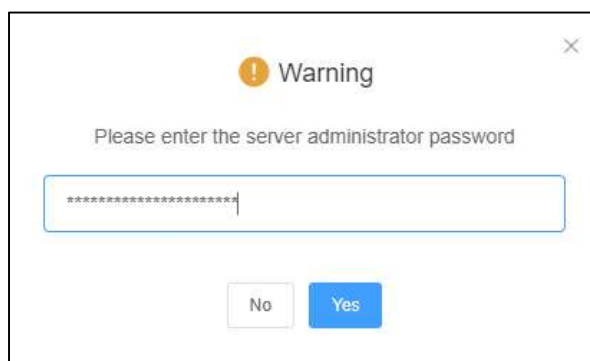 Warning
Please enter the server administrator password
**********************
No
Yes